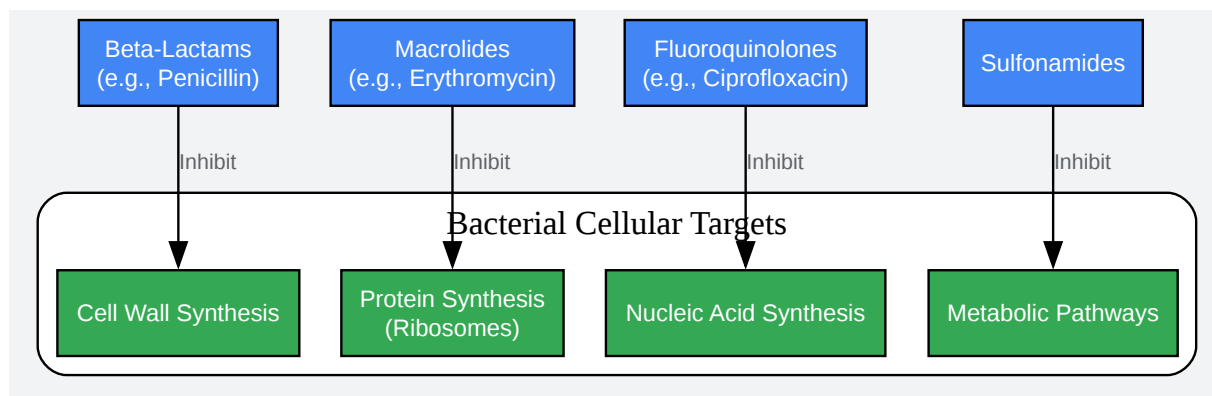 Beta-Lactams
(e.g., Penicillin)
Macrolides
(e.g., Erythromycin)
Fluoroquinolones
(e.g., Ciprofloxacin)
Sulfonamides
Inhibit
Inhibit
Inhibit
Inhibit
Bacterial Cellular Targets
Cell Wall Synthesis
Protein Synthesis
(Ribosomes)
Nucleic Acid Synthesis
Metabolic Pathways